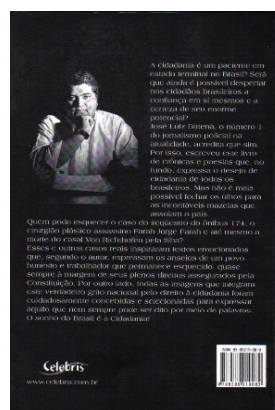 A cidadania é um paciente em
estado terminal no Brasil? Será
que ainda é possível despertar
nos cidadãos brasileiros a
confiança em si mesmos e a
certeza de seu enorme
potencial?
José Luiz Datena, o número 1
do jornalismo policial na
atualidade, acredita que sim.
Por isso, escreveu este livro
de crônicas e poesias que, no
fundo, expressa o desejo de
cidadania de todos os
brasileiros. Mas não é mais
possível fechar os olhos para
as incontáveis mazelas que
assolam o país.
Quem pode esquecer o caso do seqüestro do ônibus 174, o
cirurgião plástico assassino Farah Jorge Farah e até mesmo a
morte do casal Von Richthofen pela filha?
Esses e outros casos reais inspiraram textos emocionados
que, segundo o autor, expressam os anseios de um povo
honesto e trabalhador que permanece esquecido, quase
sempre à margem de seus plenos direitos assegurados pela
Constituição. Por outro lado, todas as imagens que integram
este verdadeiro grito nacional pelo direito à cidadania foram
cuidadosamente concebidas e selecionadas para expressar
aquilo que nem sempre pode ser dito por meio de palavras.
O sonho do Brasil é a Cidadania!
Celebris
www.celebris.com.br